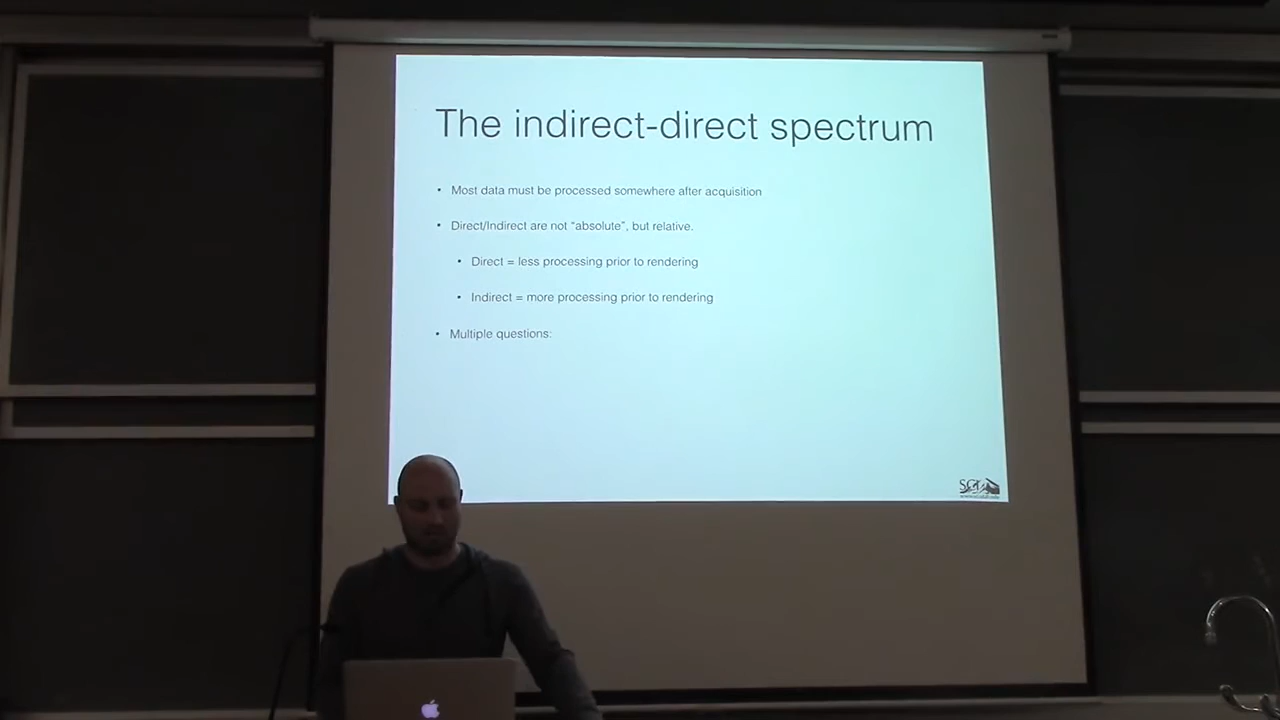 The indirect-direct spectrum
• Most data must be processed somewhere after acquisition
• Direct/Indirect are not “absolute”, but relative.
• Direct = less processing prior to rendering
• Indirect = more processing prior to rendering
• Multiple questions:
SCI